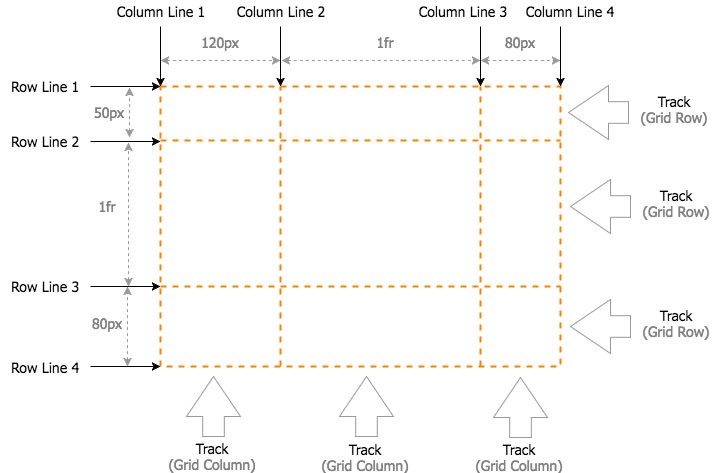 Column Line 1
Column Line 2
Column Line 3
Column Line 4
120px
1fr
80px
Row Line 1
50px
Row Line 2
1fr
Row Line 3
80px
Row Line 4
Track
(Grid Row)
Track
(Grid Row)
Track
(Grid Row)
Track
(Grid Column)
Track
(Grid Column)
Track
(Grid Column)